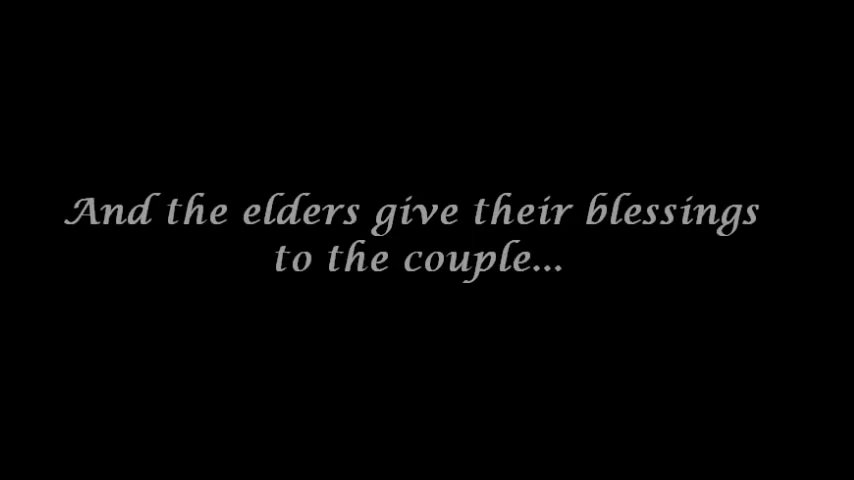 And the elders give their blessings
to the couple...